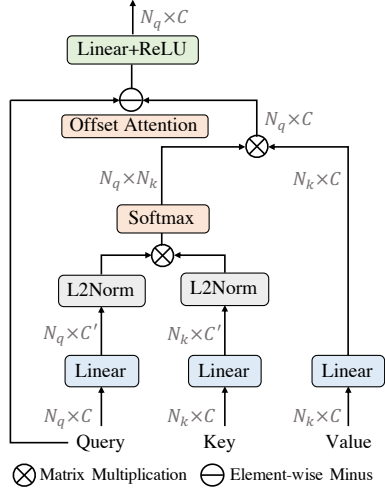 N_q×C
Linear+ReLU
Offset Attention
N_q×C
N_q×N_k
N_k×C
Softmax
L2Norm
L2Norm
N_q×C'
N_k×C'
Linear
Linear
Linear
N_q×C
N_k×C
N_k×C
Query
Key
Value
Matrix Multiplication
Element-wise Minus